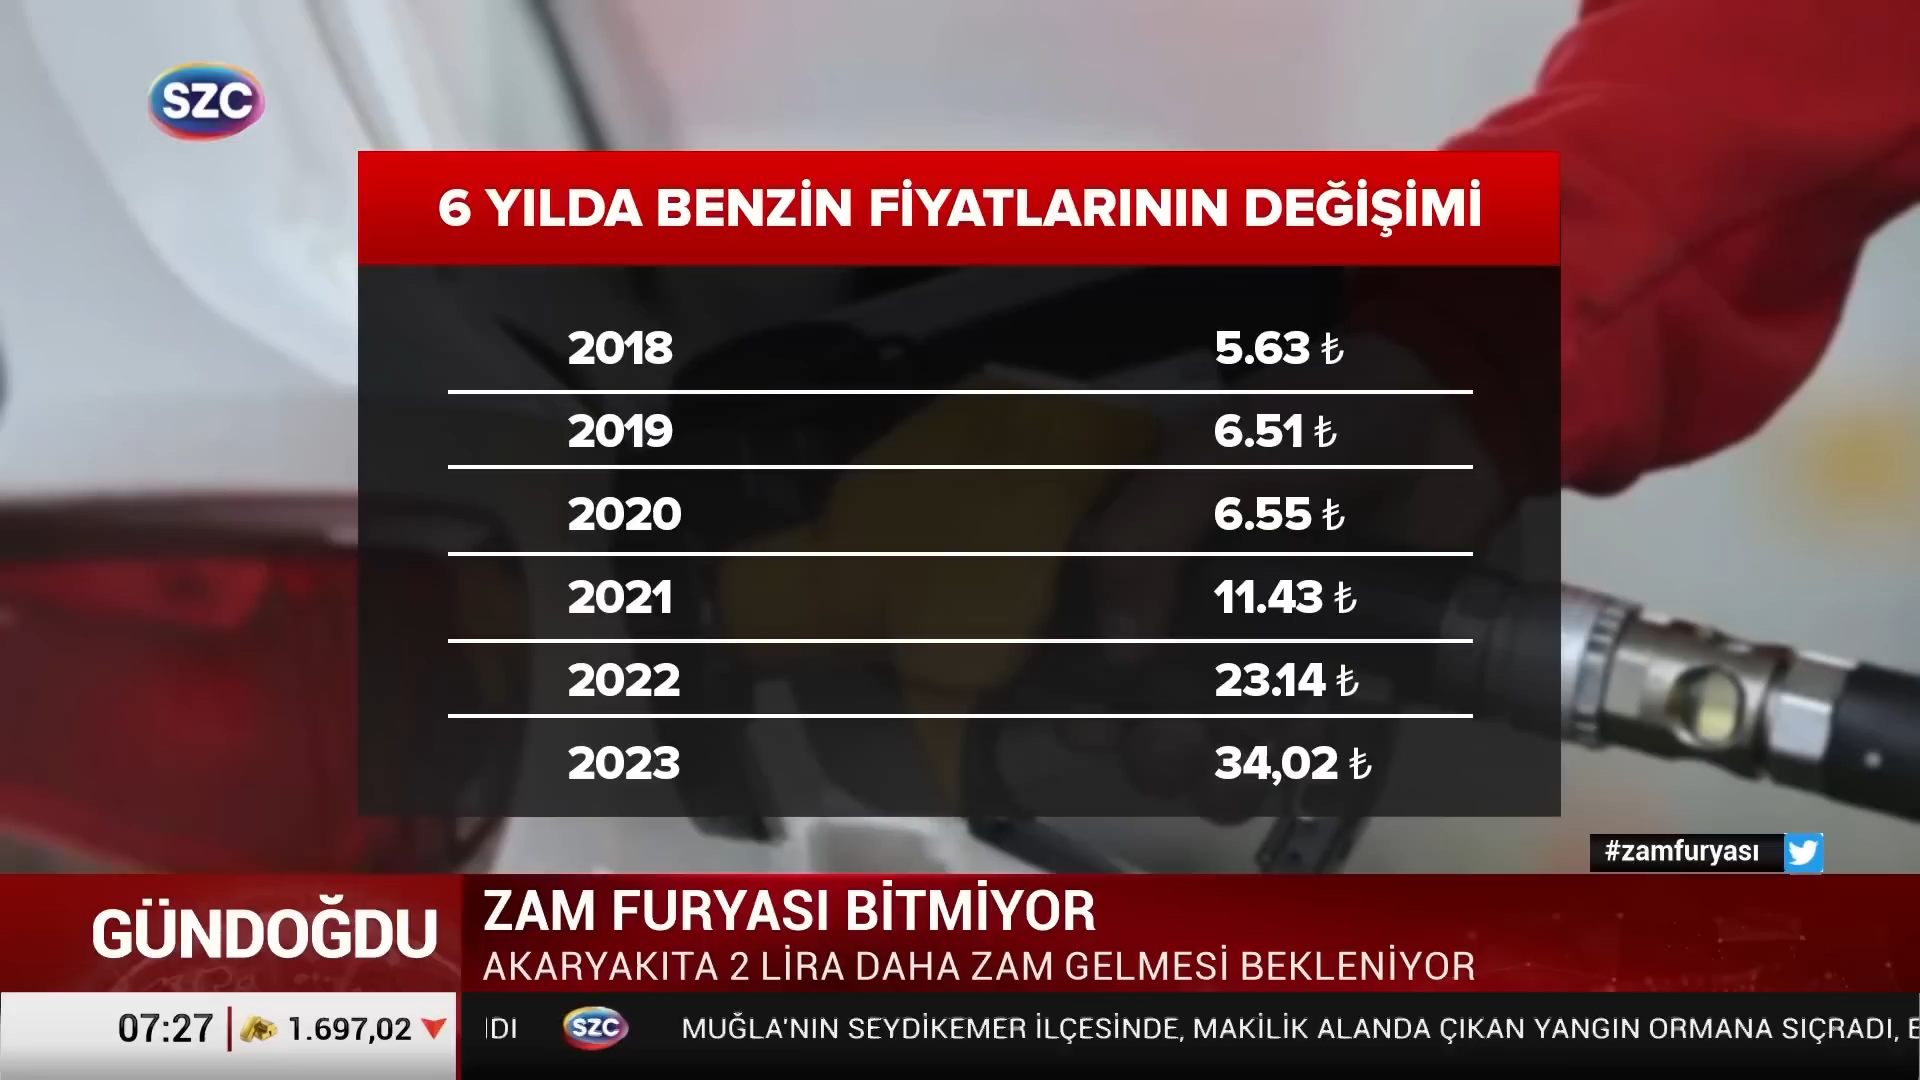 SZC
6 YILDA BENZİN FİYATLARININ DEĞİŞİMİ
2018 5.63 ₺
2019 6.51 ₺
2020 6.55 ₺
2021 11.43 ₺
2022 23.14 ₺
2023 34,02 ₺
#zamfuryası
GÜNDOĞDU
ZAM FURYASI BİTMİYOR
AKARYAKITA 2 LİRA DAHA ZAM GELMESİ BEKLENİYOR
07:27 1.697,02
IDI SZC MUĞLA'NIN SEYDİKEMER İLÇESİNDE, MAKİLİK ALANDA ÇIKAN YANGIN ORMANA SIÇRADI,